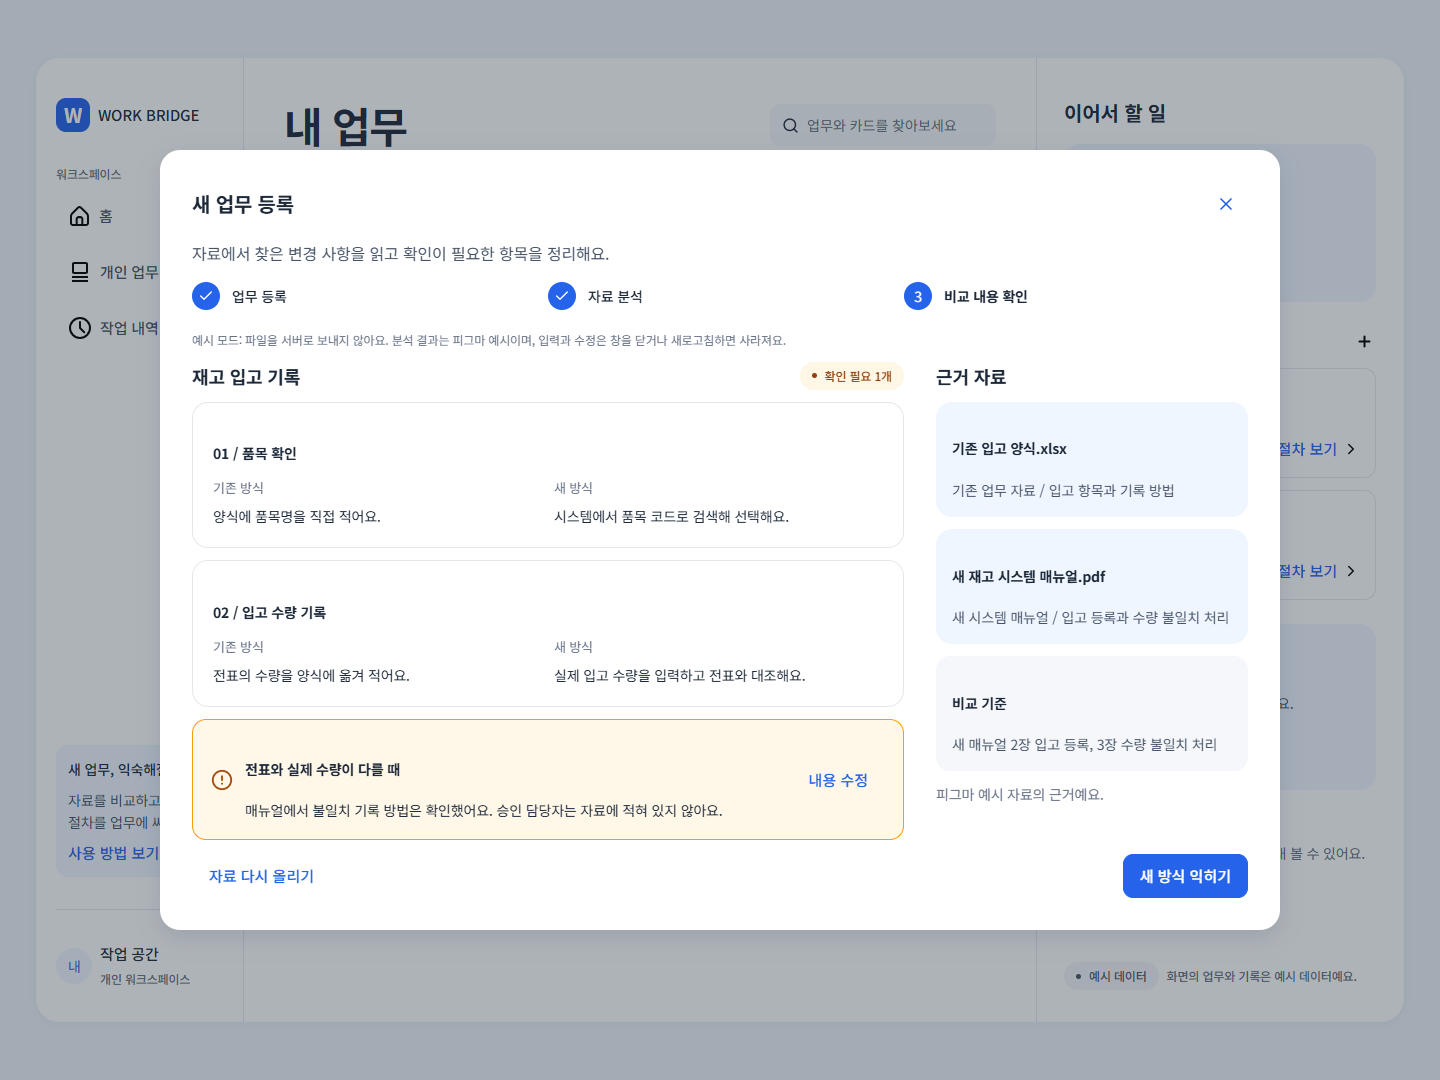 W WORK BRIDGE
워크스페이스
홈
개인 업무
작업 내역
새 업무, 익숙해
자료를 비교하고
절차를 업무에
사용 방법 보기
내
작업 공간
개인 워크스페이스
내 업무
업무와 카드를 찾아보세요
이어서 할 일
절차 보기
절차 보기
요.
볼 수 있어요.
예시 데이터
화면의 업무와 기록은 예시 데이터예요.
새 업무 등록
자료에서 찾은 변경 사항을 읽고 확인이 필요한 항목을 정리해요.
업무 등록
자료 분석
3 비교 내용 확인
예시 모드: 파일을 서버로 보내지 않아요. 분석 결과는 피그마 예시이며, 입력과 수정은 창을 닫거나 새로고침하면 사라져요.
재고 입고 기록
확인 필요 1개
01 / 품목 확인
기존 방식
양식에 품목명을 직접 적어요.
새 방식
시스템에서 품목 코드로 검색해 선택해요.
02 / 입고 수량 기록
기존 방식
전표의 수량을 양식에 옮겨 적어요.
새 방식
실제 입고 수량을 입력하고 전표와 대조해요.
전표와 실제 수량이 다를 때
매뉴얼에서 불일치 기록 방법은 확인했어요. 승인 담당자는 자료에 적혀 있지 않아요.
내용 수정
근거 자료
기존 입고 양식.xlsx
기존 업무 자료 / 입고 항목과 기록 방법
새 재고 시스템 매뉴얼.pdf
새 시스템 매뉴얼 / 입고 등록과 수량 불일치 처리
비교 기준
새 매뉴얼 2장 입고 등록, 3장 수량 불일치 처리
피그마 예시 자료의 근거예요.
자료 다시 올리기
새 방식 익히기